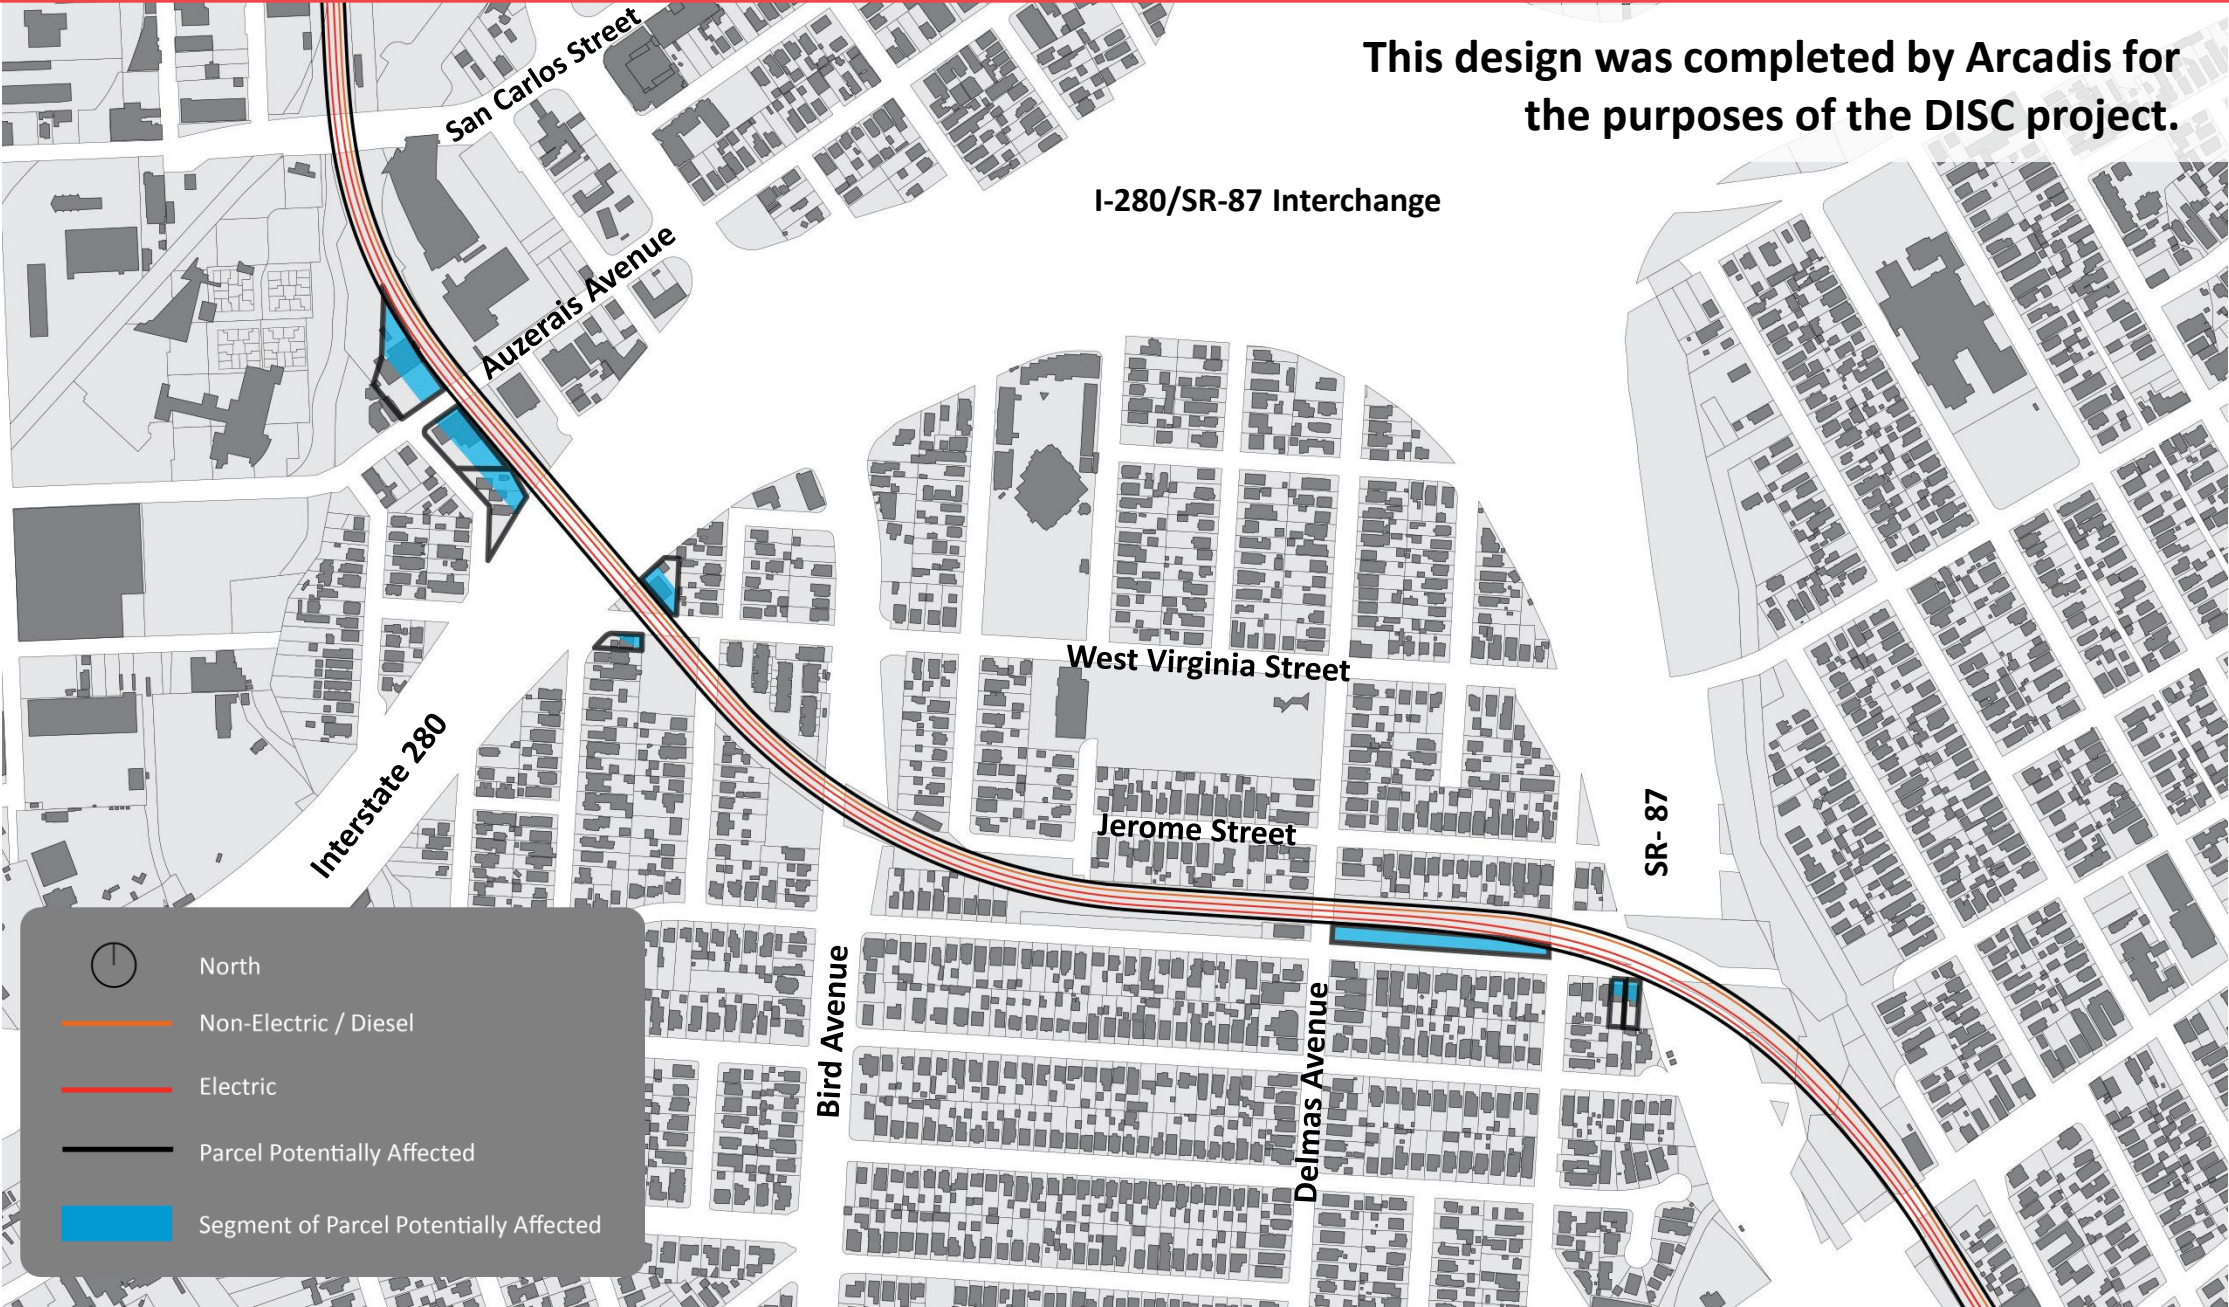 This design was completed by Arcadis for
the purposes of the DISC project.
San Carlos Street
I-280/SR-87 Interchange
Auzerais Avenue
West Virginia Street
Interstate 280
Jerome Street
SR- 87
Bird Avenue
Delmas Avenue
North
Non-Electric / Diesel
Electric
Parcel Potentially Affected
Segment of Parcel Potentially Affected